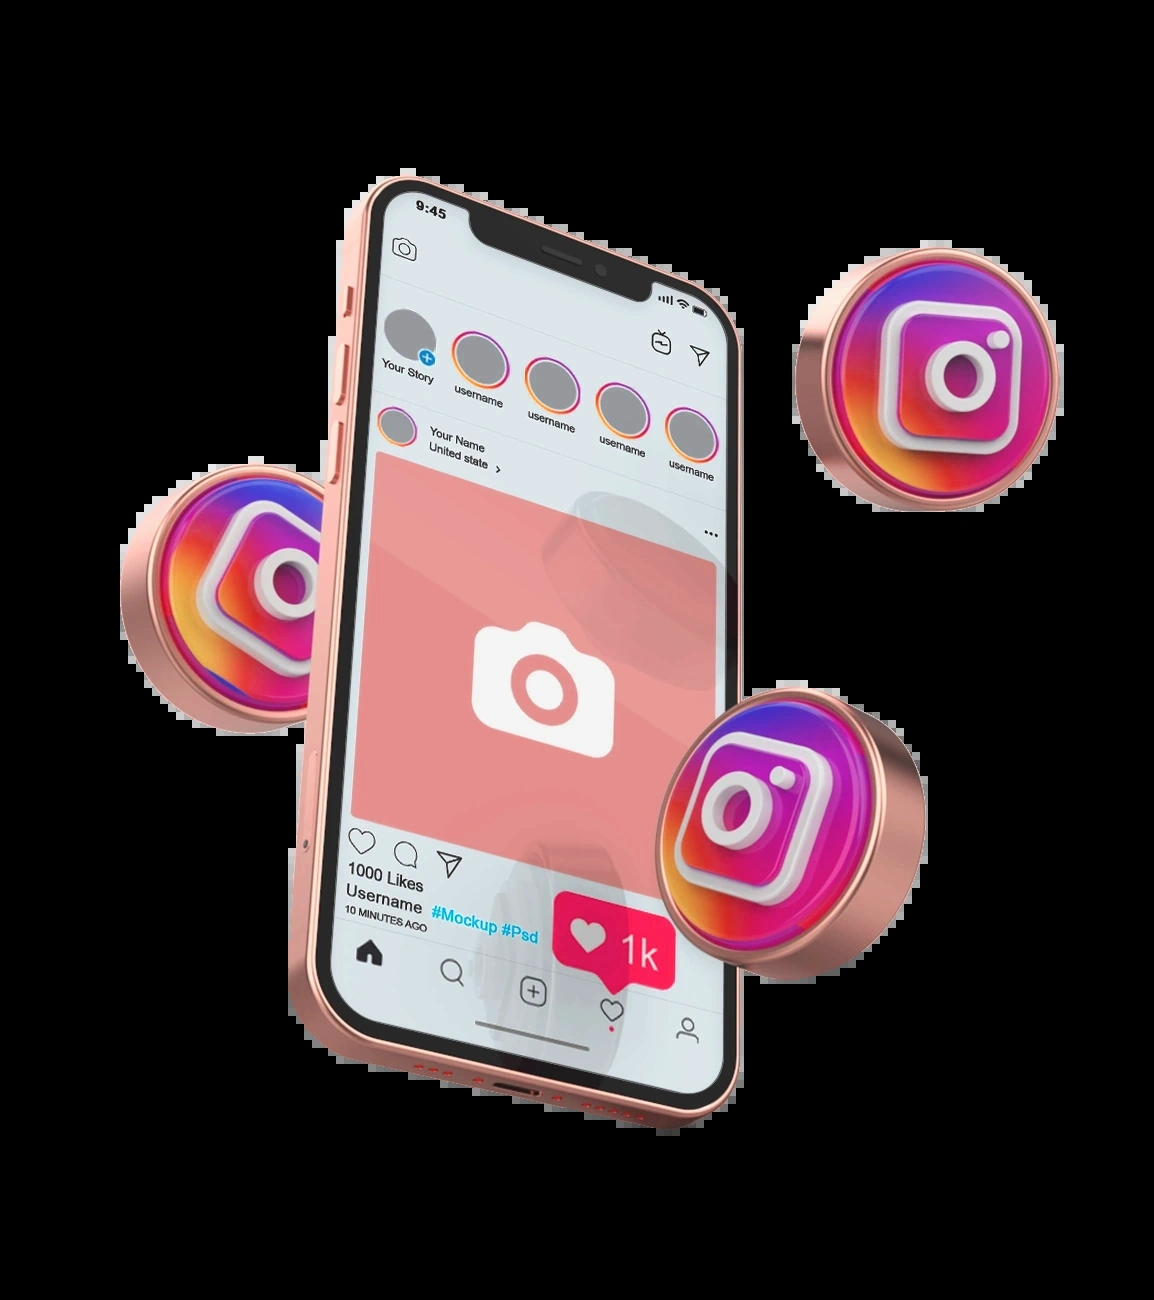 9:45
Your Story
username
username
username
username
Your Name
United state
1000 Likes
Username #Mockup #Psd
10 MINUTES AGO
1k